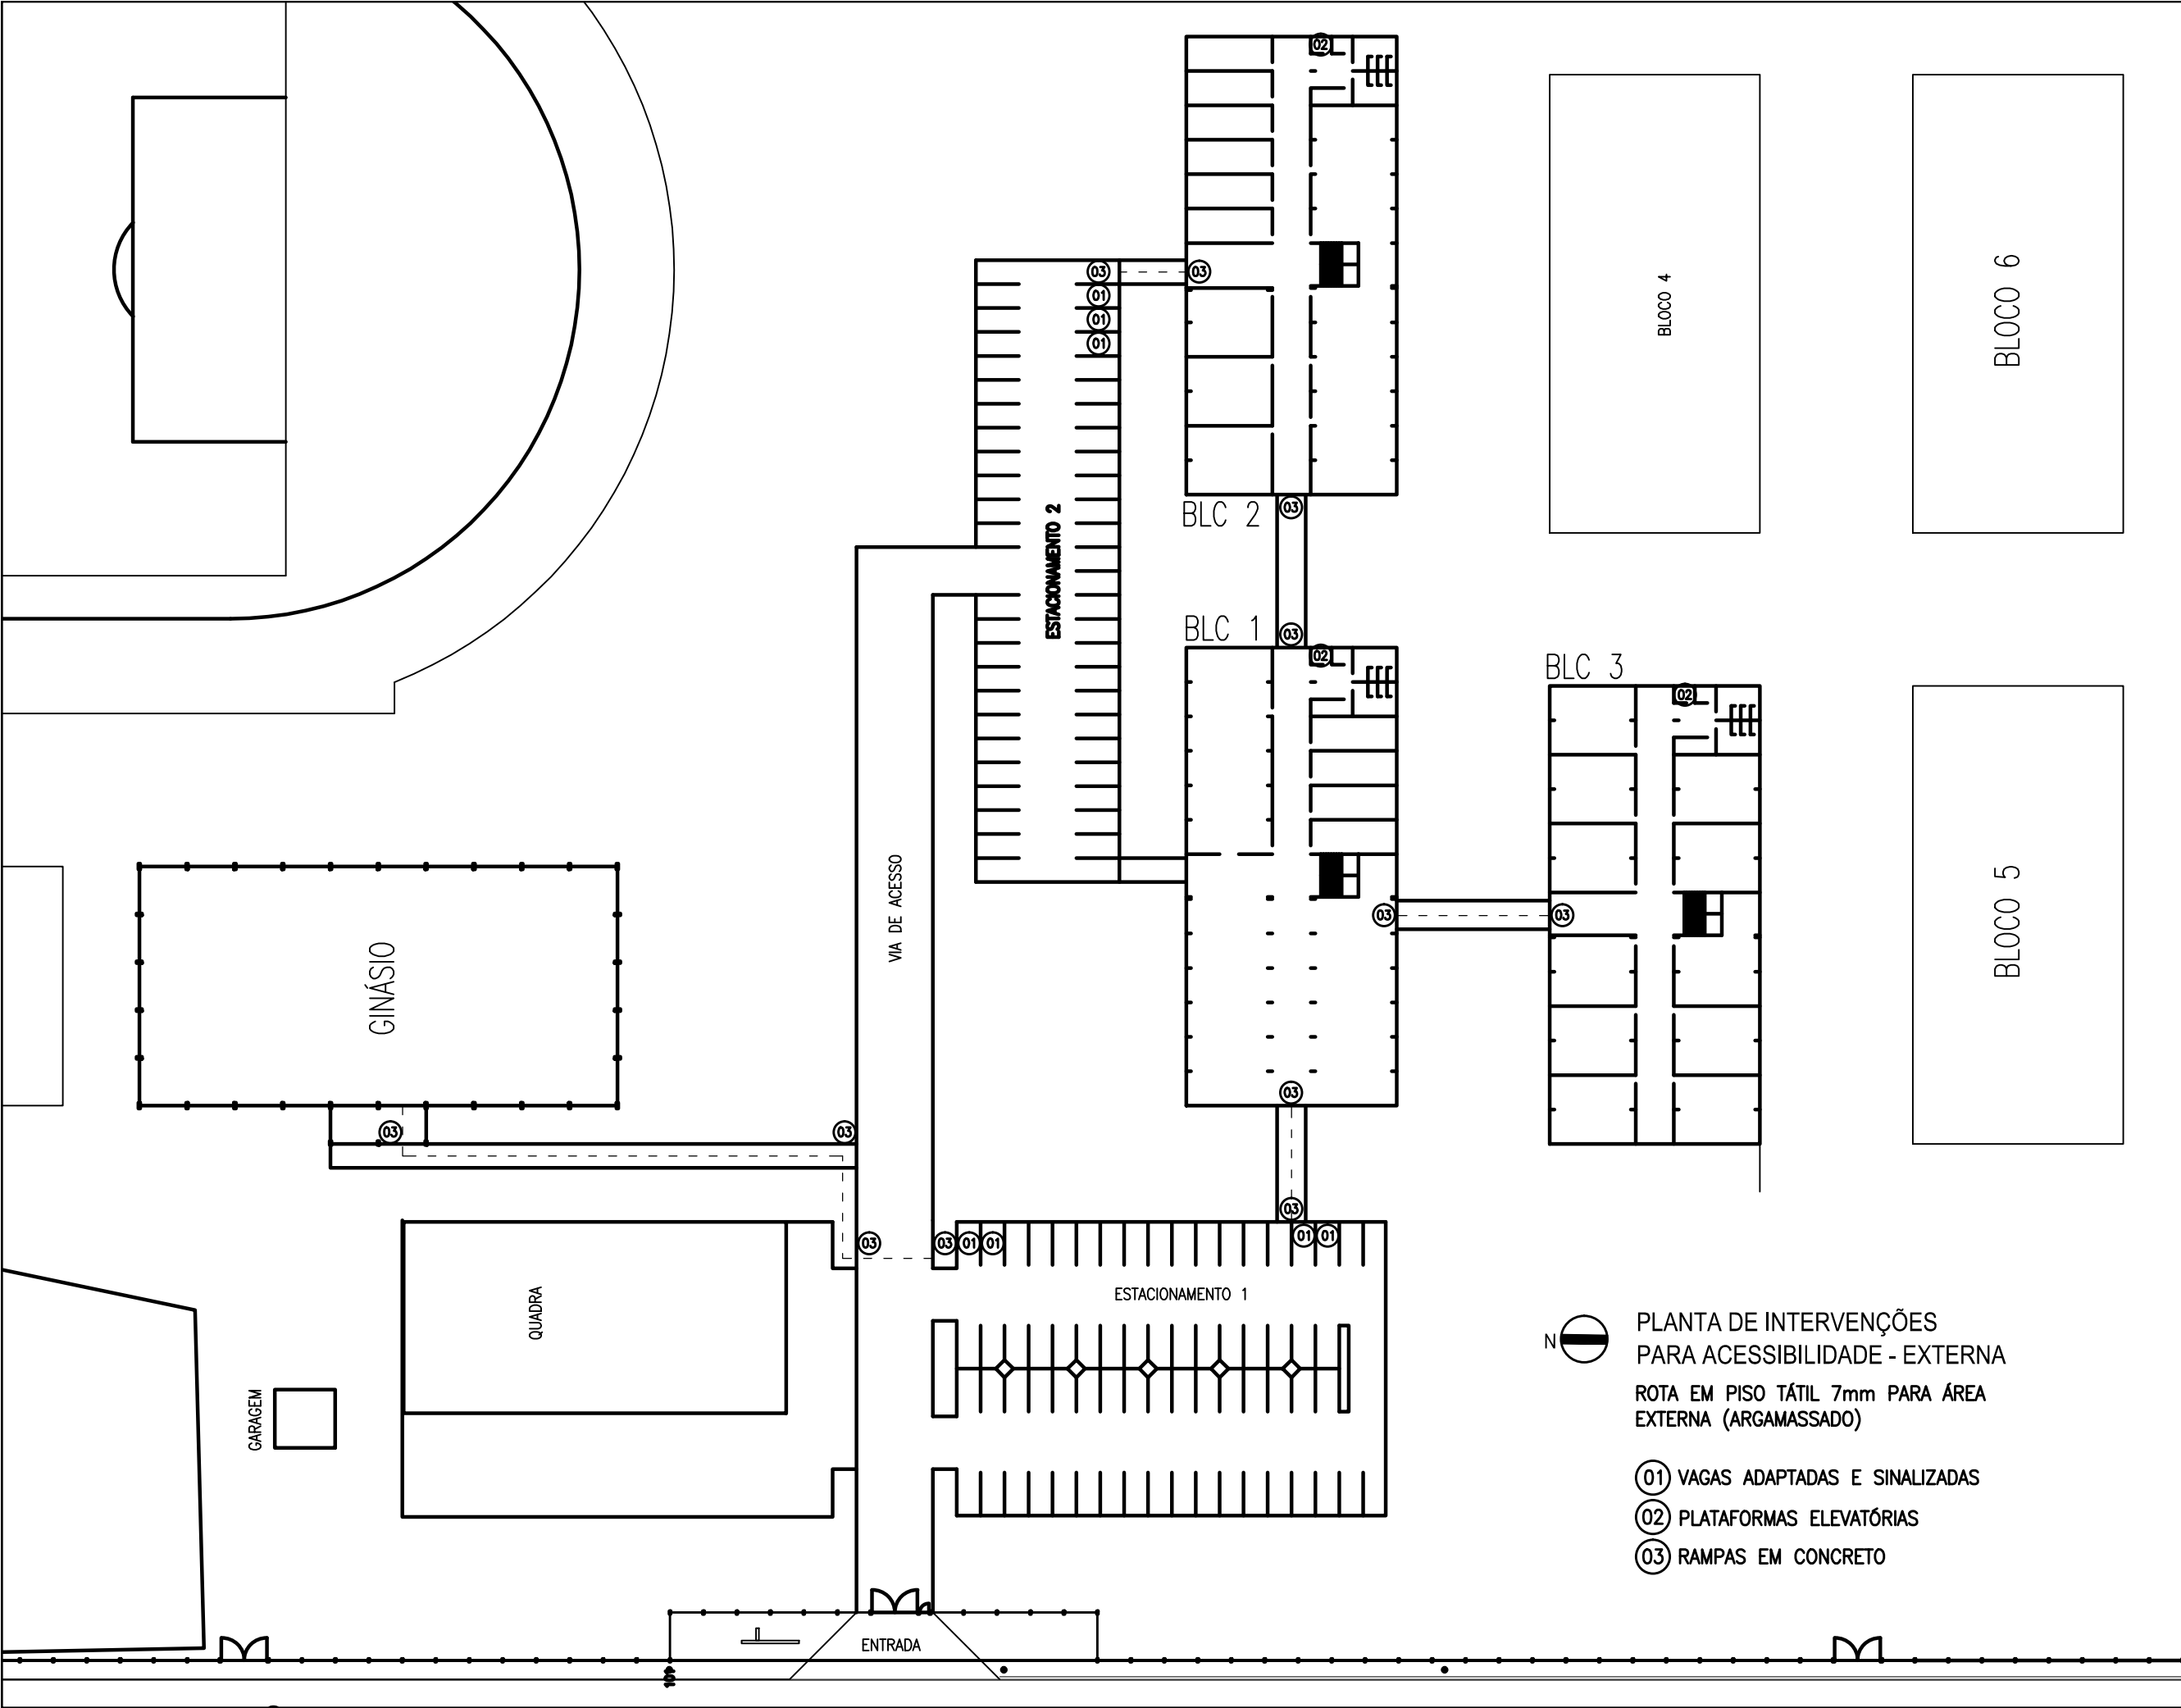 02
03
03
01
01
01
BLOCO 4
BLOCO 6
ESTACIONAMENTO 2
BLC 2
03
03
BLC 1
02
BLC 3
02
VIA DE ACESSO
GINÁSIO
03
03
BLOCO 5
03
03
03
03
03
03
01
01
01
01
ESTACIONAMENTO 1
QUADRA
GARAGEM
N
PLANTA DE INTERVENÇÕES
PARA ACESSIBILIDADE - EXTERNA
ROTA EM PISO TÁTIL 7mm PARA ÁREA
EXTERNA (ARGAMASSADO)
01 VAGAS ADAPTADAS E SINALIZADAS
02 PLATAFORMAS ELEVATÓRIAS
03 RAMPAS EM CONCRETO
ENTRADA